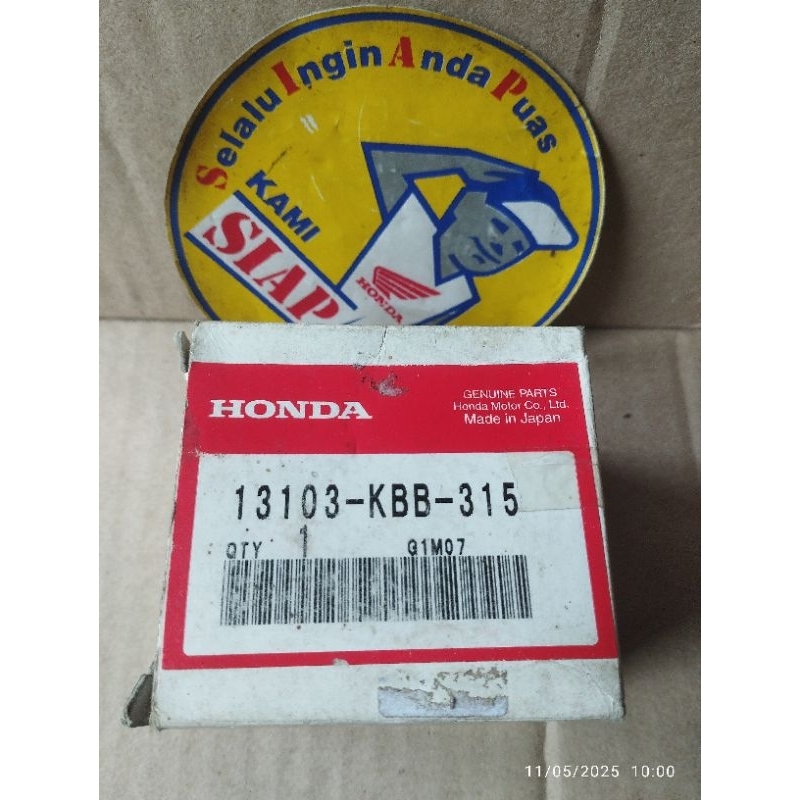 Selalu Ingin Anda Puas
KAMI
SIAP
HONDA
HONDA
GENUINE PARTS
Honda Motor Co., Ltd.
Made in Japan
13103-KBB-315
QTY 1 G1M07
11/05/2025 10:00